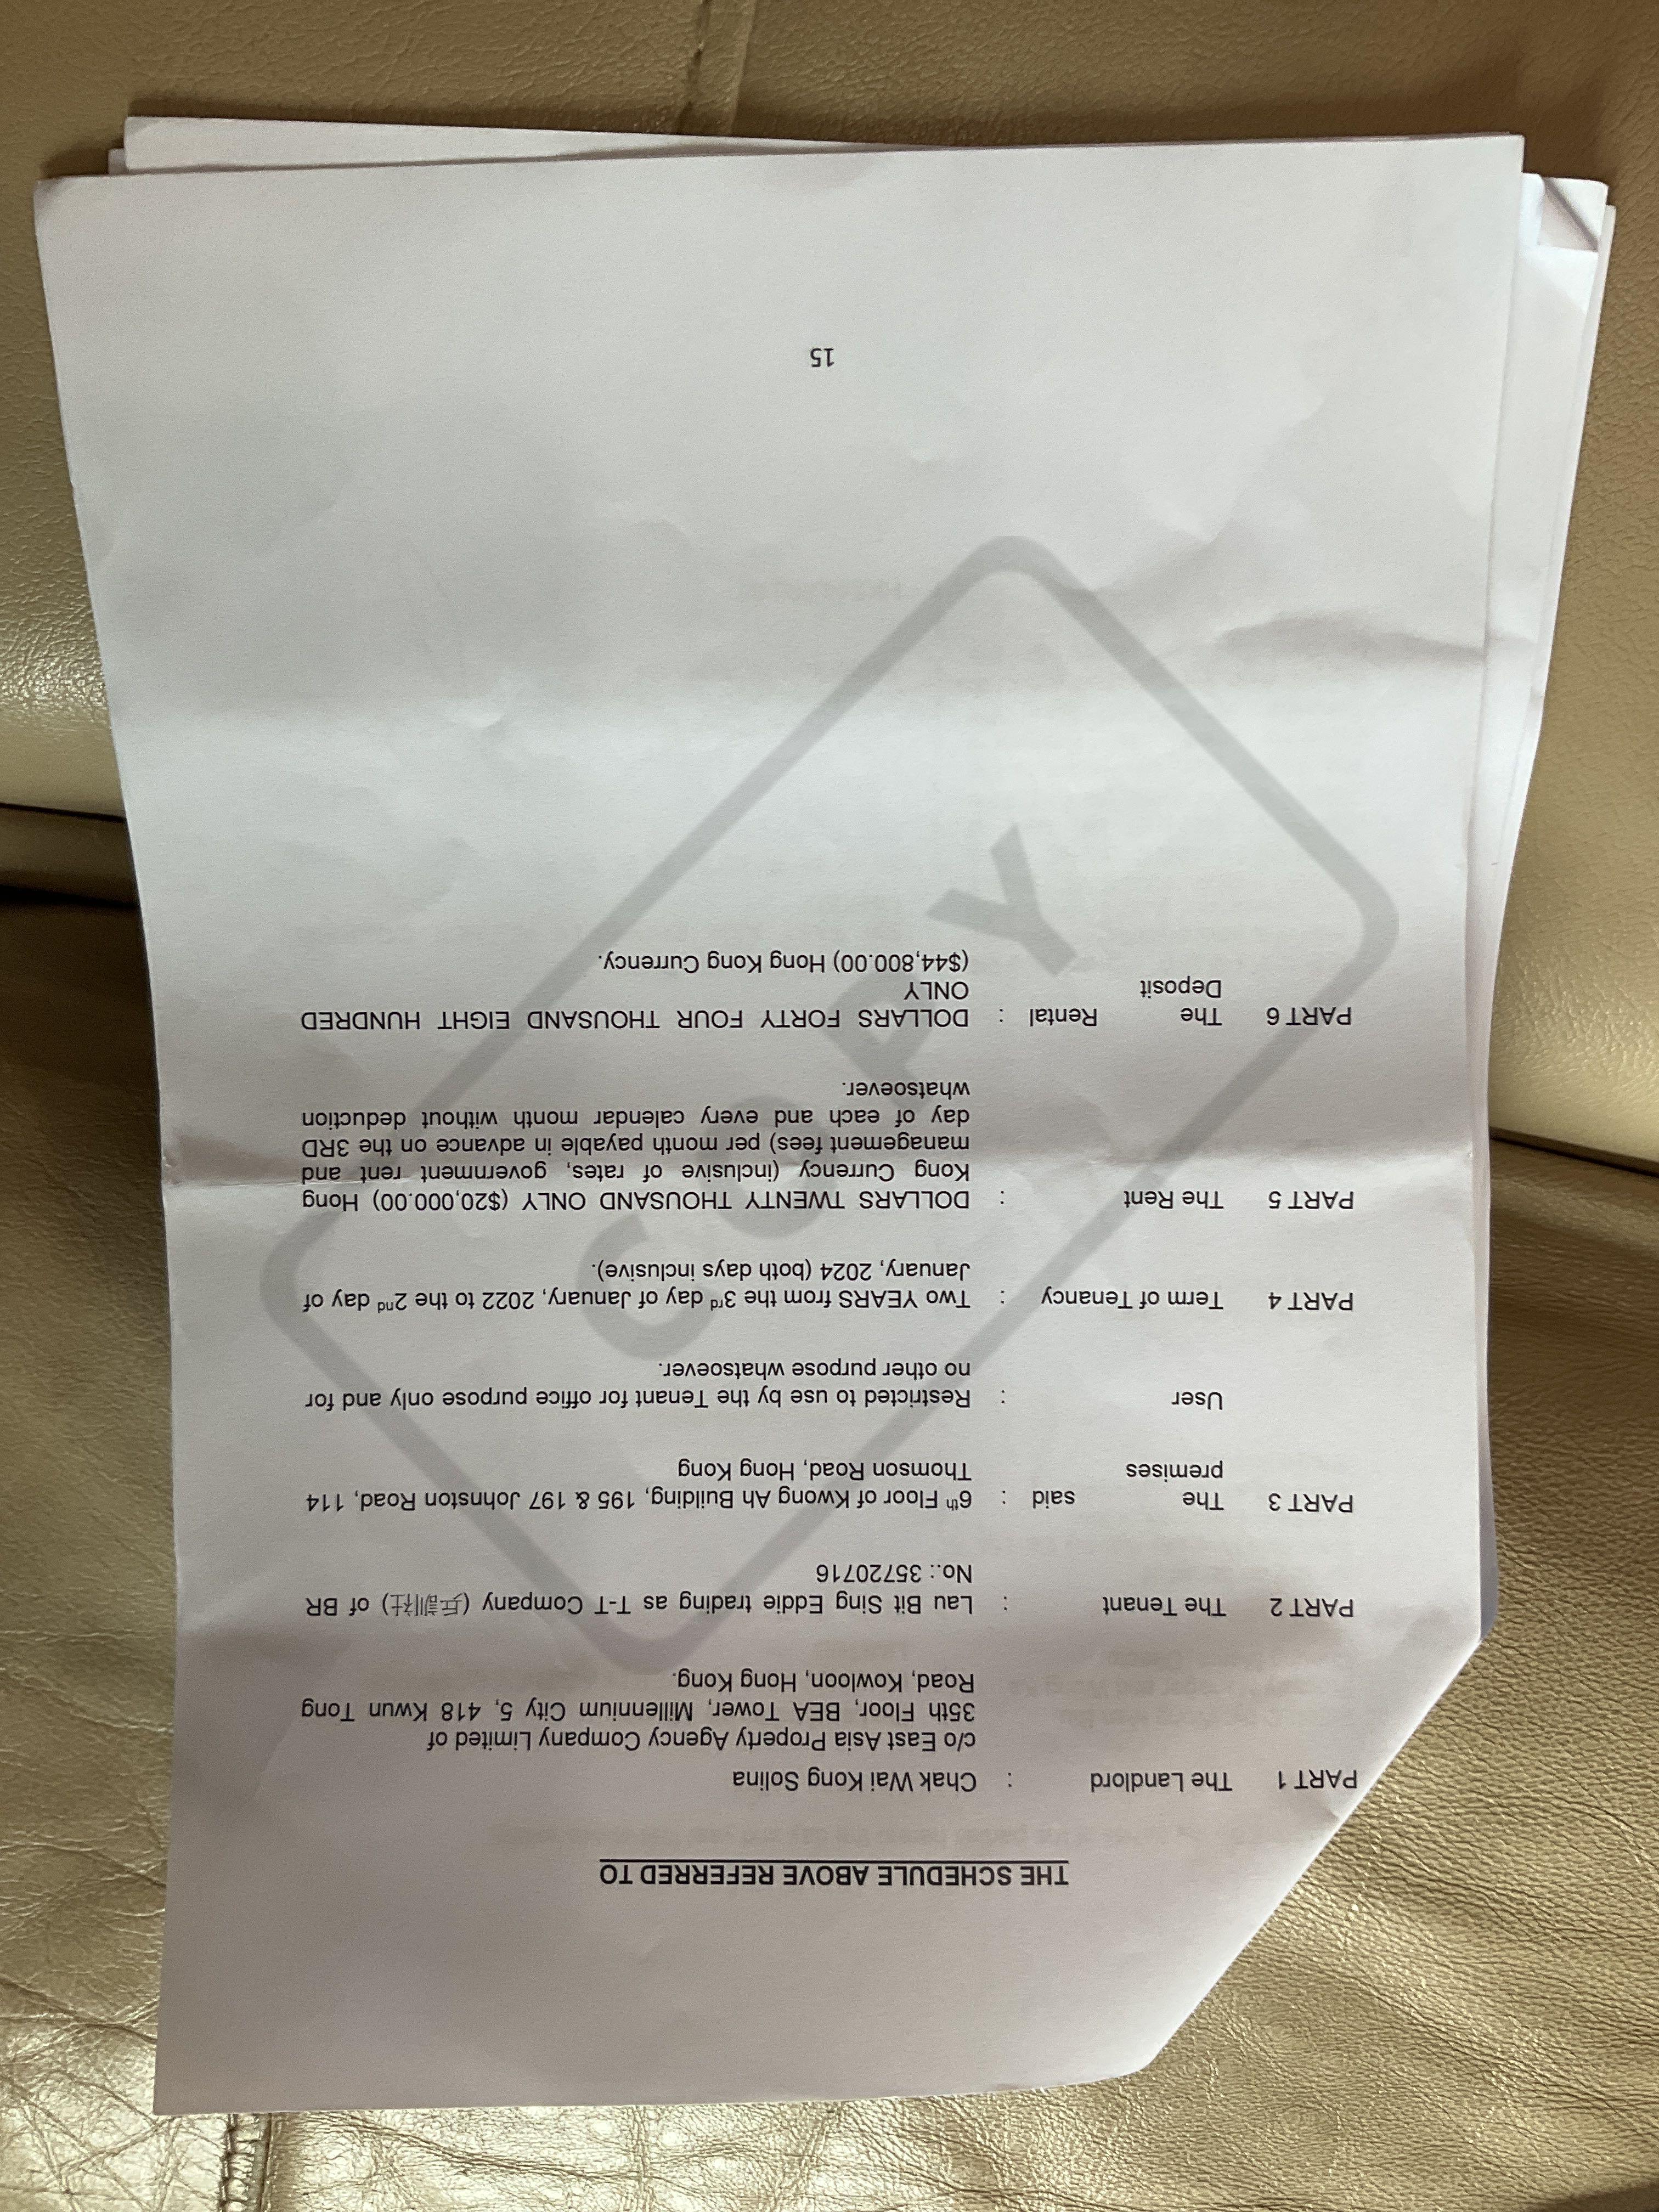 THE SCHEDULE ABOVE REFERRED TO
PART 1 The Landlord : Chak Wai Kong Solina
c/o East Asia Property Agency Company Limited of
35th Floor, BEA Tower, Millennium City 5, 418 Kwun Tong
Road, Kowloon, Hong Kong.
PART 2 The Tenant : Lau Bit Sing Eddie trading as T-T Company (乒訓社) of BR
No.: 35720716
PART 3 The said : 6th Floor of Kwong Ah Building, 195 & 197 Johnston Road, 114
premises Thomson Road, Hong Kong
User : Restricted to use by the Tenant for office purpose only and for
no other purpose whatsoever.
PART 4 Term of Tenancy : Two YEARS from the 3rd day of January, 2022 to the 2nd day of
January, 2024 (both days inclusive).
PART 5 The Rent : DOLLARS TWENTY THOUSAND ONLY ($20,000.00) Hong
Kong Currency (inclusive of rates, government rent and
management fees) per month payable in advance on the 3RD
day of each and every calendar month without deduction
whatsoever.
PART 6 The Rental : DOLLARS FORTY FOUR THOUSAND EIGHT HUNDRED
Deposit ONLY
($44,800.00) Hong Kong Currency.
COPY
15